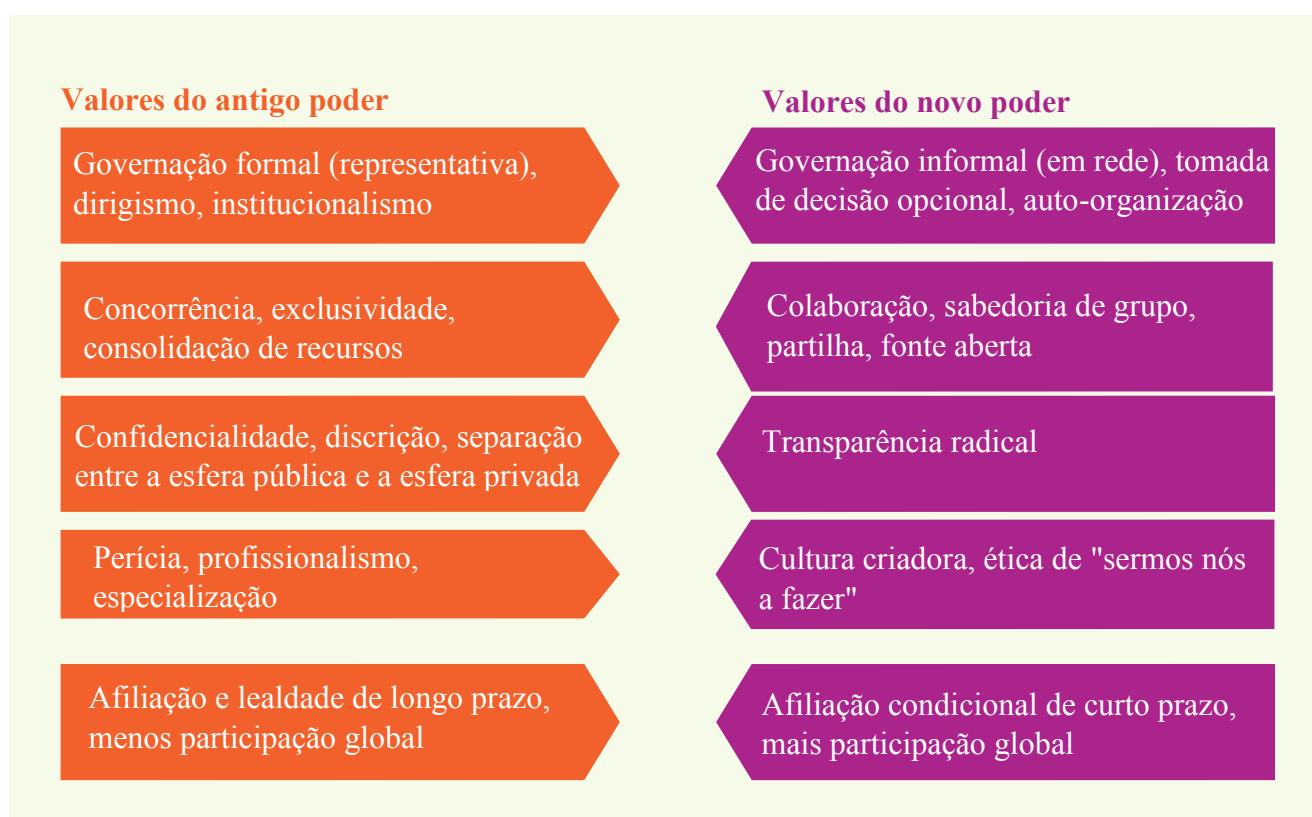 Valores do antigo poder
Governação formal (representativa),
dirigismo, institucionalismo
Concorrência, exclusividade,
consolidação de recursos
Confidencialidade, discrição, separação
entre a esfera pública e a esfera privada
Perícia, profissionalismo,
especialização
Afiliação e lealdade de longo prazo,
menos participação global
Valores do novo poder
Governação informal (em rede), tomada
de decisão opcional, auto-organização
Colaboração, sabedoria de grupo,
partilha, fonte aberta
Transparência radical
Cultura criadora, ética de "sermos nós
a fazer"
Afiliação condicional de curto prazo,
mais participação global